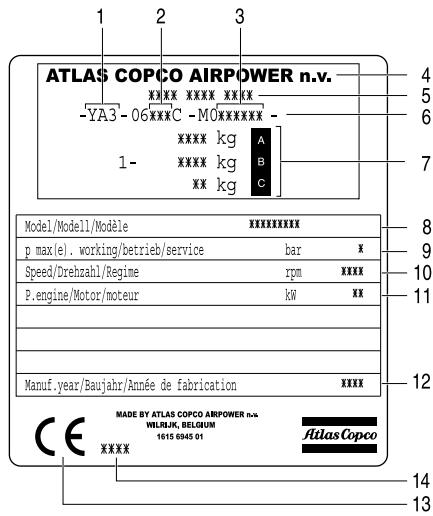 1 2 3
ATLAS COPCO AIRPOWER n.v. 4
**** **** **** 5
-YA3-06***C -M0****** - 6
**** kg A
1- **** kg B 7
** kg C
Model/Modell/Modèle ********* 8
p max(e). working/betrieb/service bar * 9
Speed/Drehzahl/Regime rpm **** 10
P.engine/Motor/moteur kW ** 11
Manuf.year/Baujahr/Année de fabrication **** 12
MADE BY ATLAS COPCO AIRPOWER n.v.
WILRIJK, BELGIUM
1615 6945 01
CE **** Atlas Copco
14
13